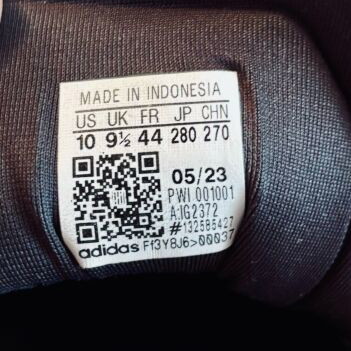 MADE IN INDONESIA
US UK FR JP CHN
10 9½ 44 280 270
05/23
PWI 001001
A:IG2372
#132585427
adidas F13Y8J6>00037